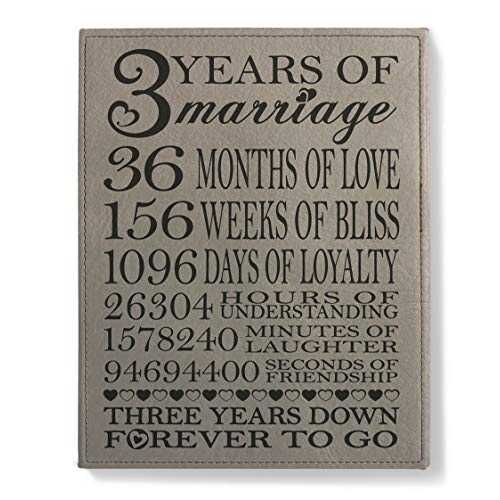 3 YEARS OF
marriage
36 MONTHS OF LOVE
156 WEEKS OF BLISS
1096 DAYS OF LOYALTY
26304 HOURS OF
UNDERSTANDING
1578240 MINUTES OF
LAUGHTER
94694400 SECONDS OF
FRIENDSHIP
THREE YEARS DOWN
FOREVER TO GO